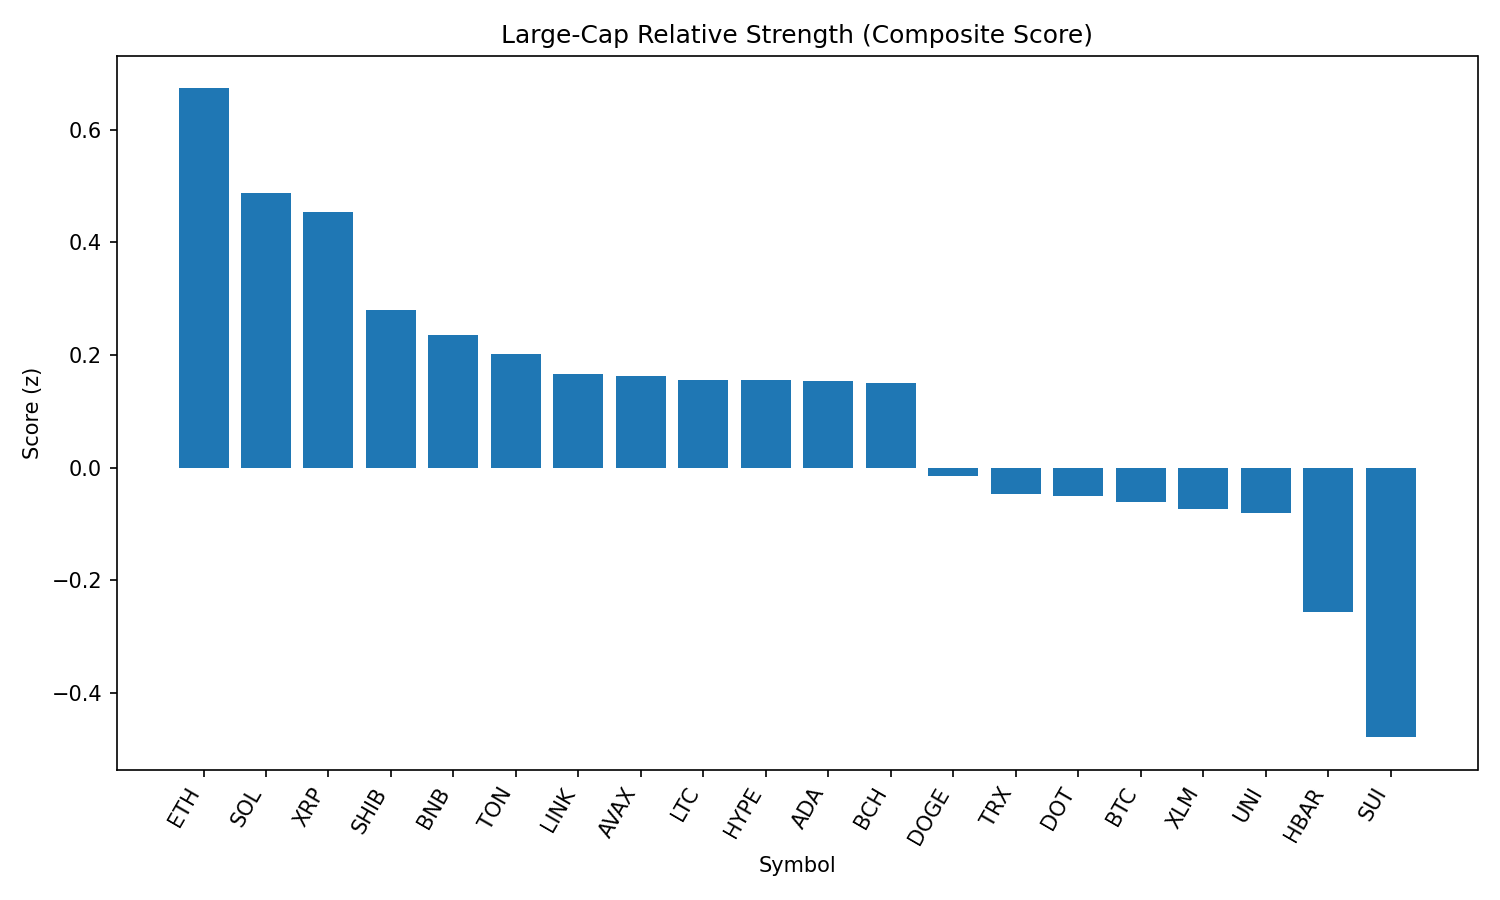 Large-Cap Relative Strength (Composite Score)
Score (z)
0.6
0.4
0.2
0.0
−0.2
−0.4
ETH
SOL
XRP
SHIB
BNB
TON
LINK
AVAX
LTC
HYPE
ADA
BCH
DOGE
TRX
DOT
BTC
XLM
UNI
HBAR
SUI
Symbol